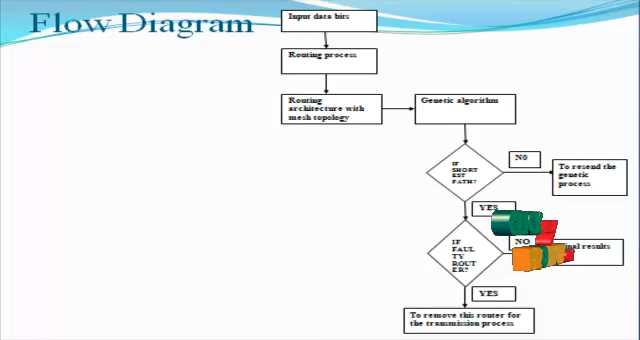 Flow Diagram
Input data bits
Routing process
Routing
architecture with
mesh topology
Genetic algorithm
IF
SHORT
EST
PATH?
N0
To resend the
genetic
process
YES
IF
FAUL
TY
ROUT
ER?
NO
results
YES
To remove this router for
the transmission process